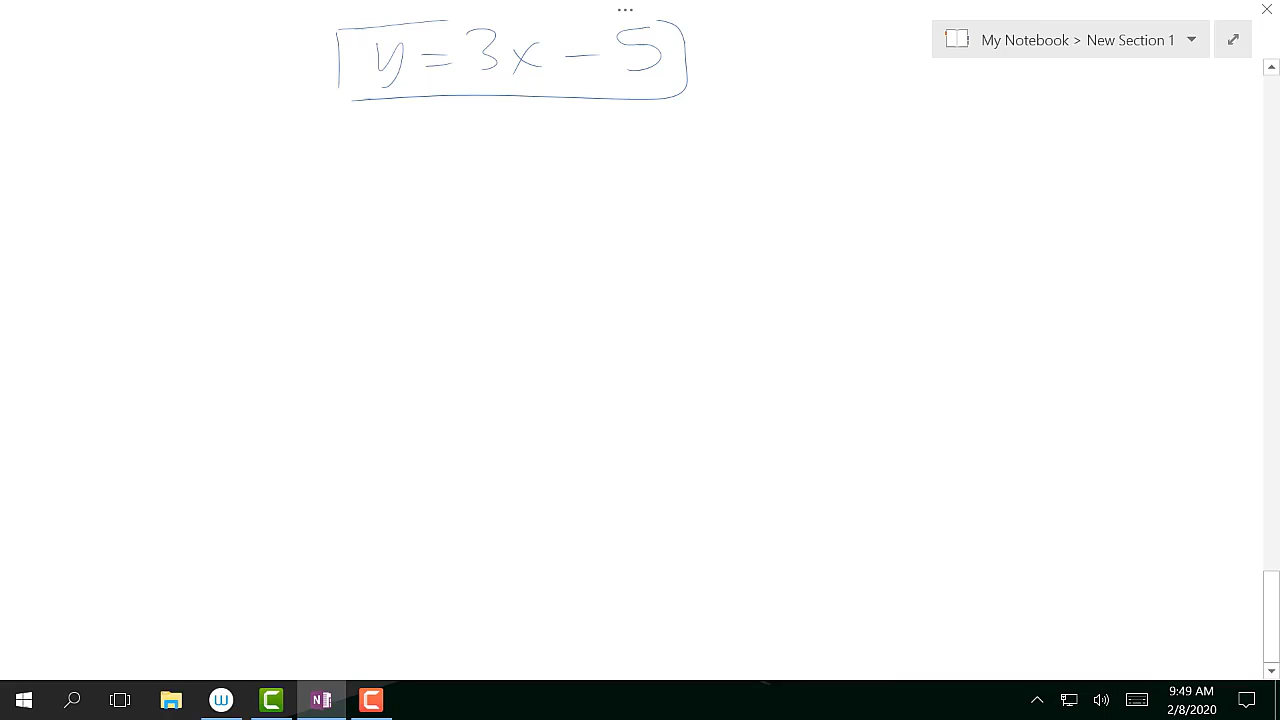 ...
y = 3x - 5
My Notebook > New Section 1
W
N
9:49 AM
2/8/2020